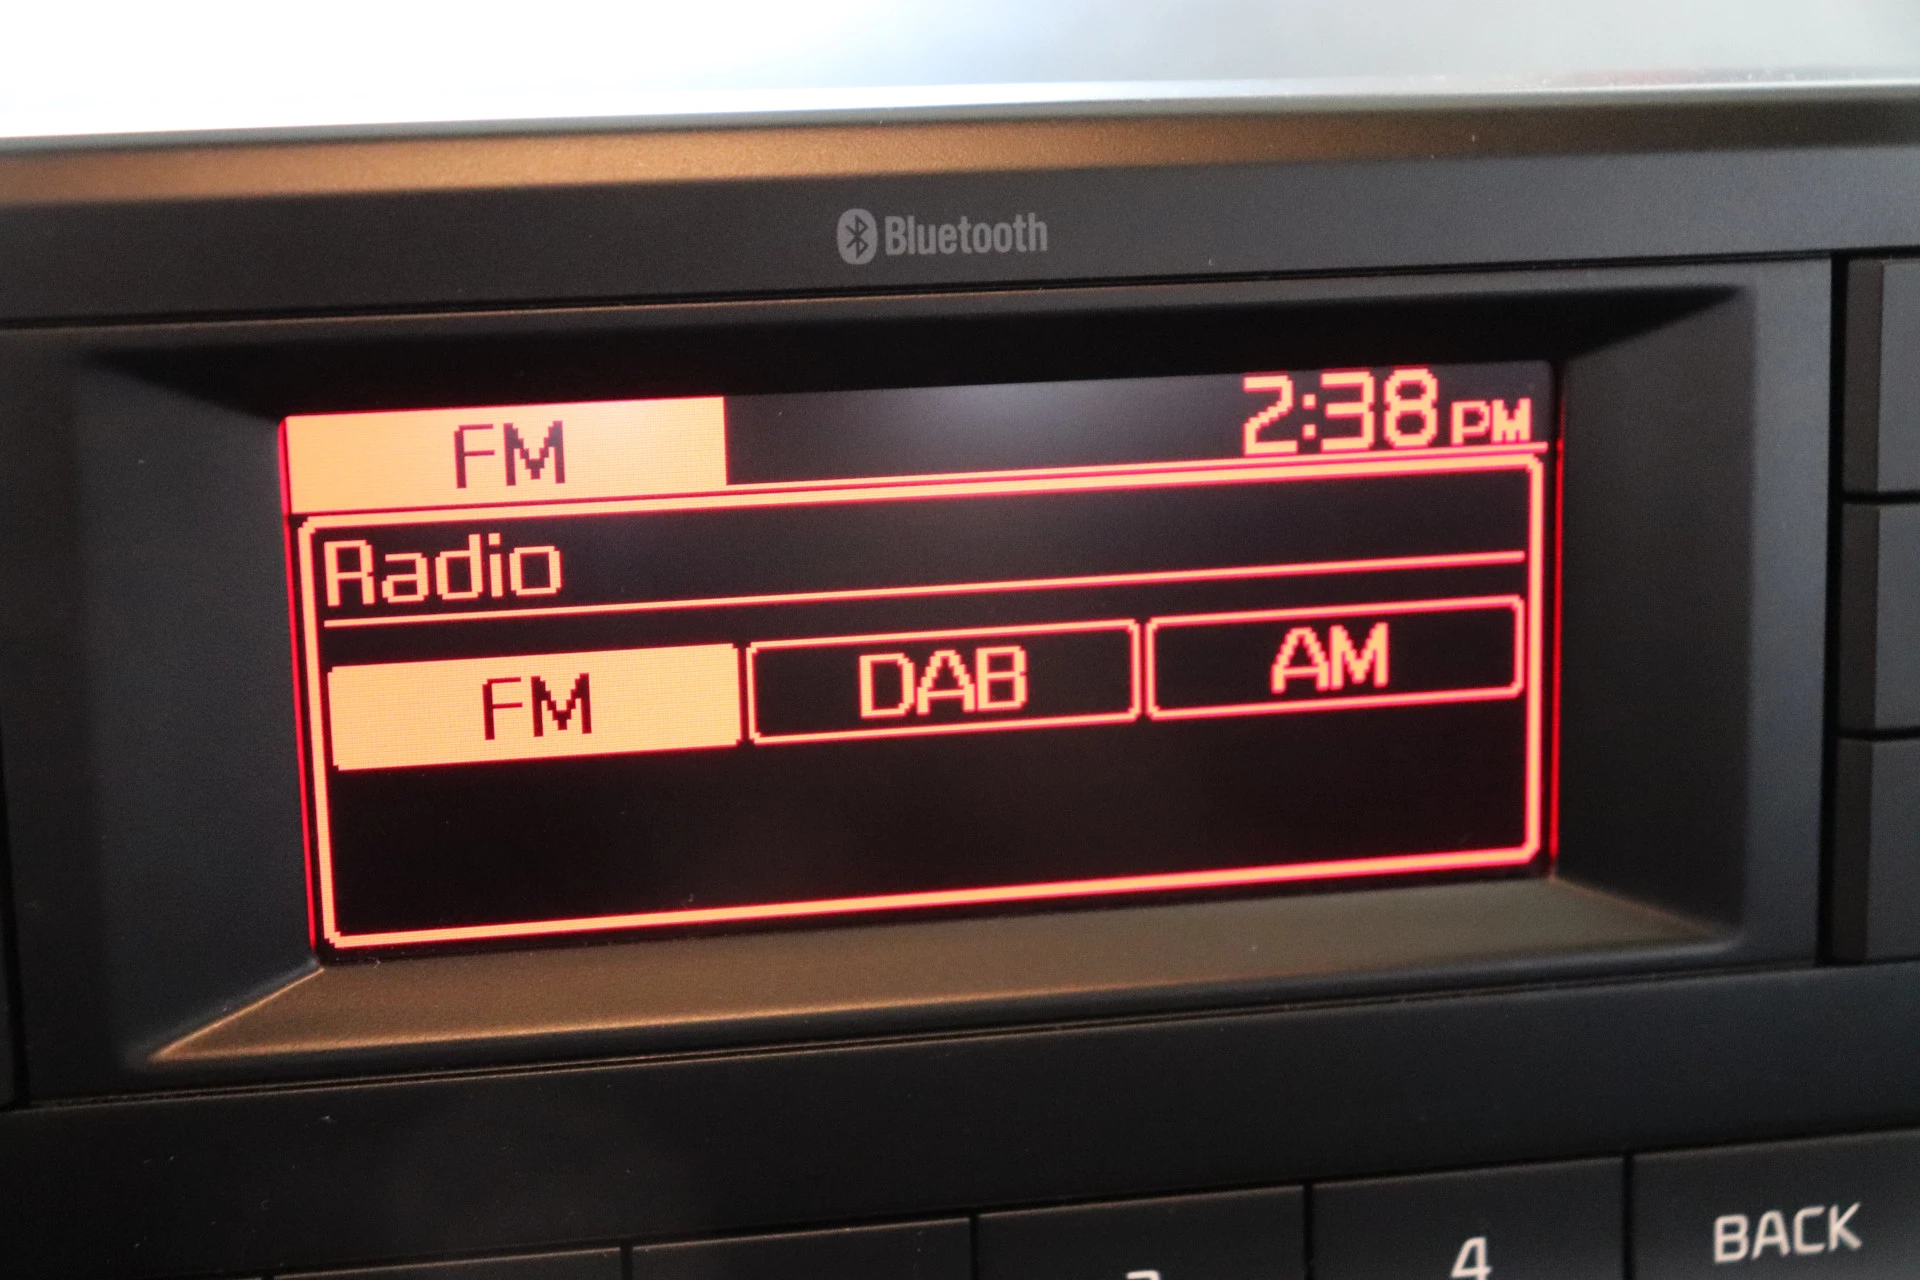 Bluetooth
FM 2:38 PM
Radio
FM DAB AM
4 BACK